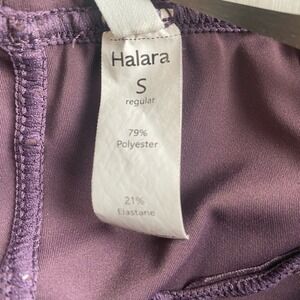 Halara
S
regular
79%
Polyester
21%
Elastane